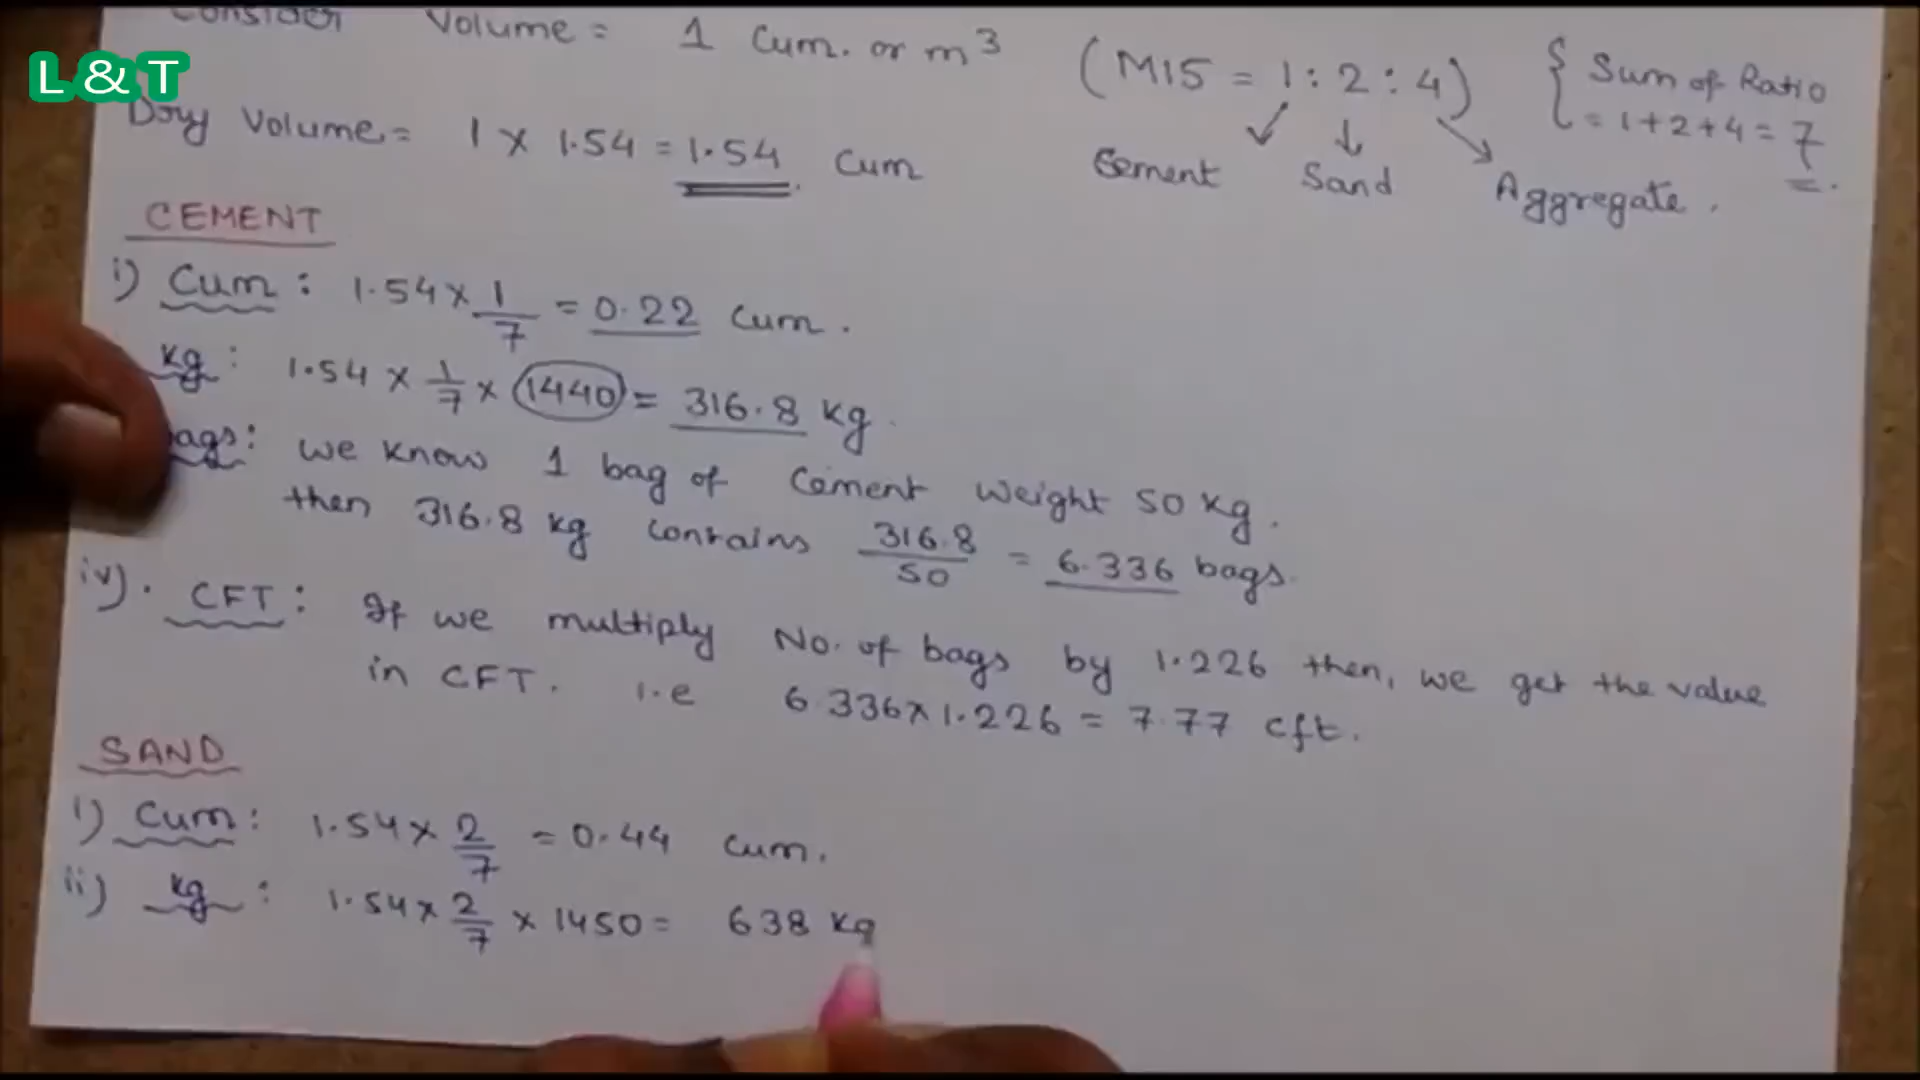 Consider Volume = 1 Cum. or m³
L & T
(M15 = 1 : 2 : 4)
{ Sum of Ratio
= 1+2+4 = 7
Dry Volume = 1 x 1.54 = 1.54 Cum
Cement Sand Aggregate.
CEMENT
i) Cum : 1.54 x 1/7 = 0.22 Cum.
kg : 1.54 x 1/7 x 1440 = 316.8 kg.
ags : we know 1 bag of Cement weight 50 kg.
then 316.8 kg contains 316.8/50 = 6.336 bags.
iv). CFT : If we multiply No. of bags by 1.226 then, we get the value
in CFT. i.e 6.336 x 1.226 = 7.77 cft.
SAND
i) Cum : 1.54 x 2/7 = 0.44 cum.
ii) kg : 1.54 x 2/7 x 1450 = 638 kg